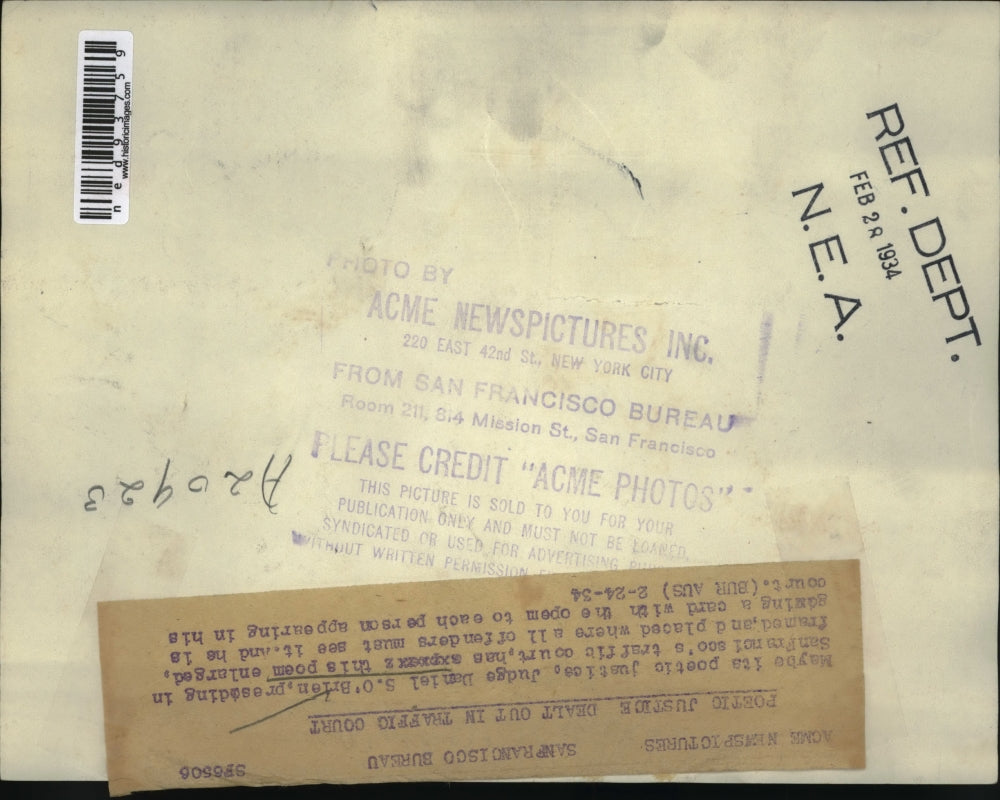 ned93759
www.historicimages.com
REF. DEPT.
FEB 28 1934
N. E. A.
PHOTO BY
ACME NEWSPICTURES, INC.
220 EAST 42nd St., NEW YORK CITY
FROM SAN FRANCISCO BUREAU
Room 211, 814 Mission St., San Francisco
PLEASE CREDIT "ACME PHOTOS"
THIS PICTURE IS SOLD TO YOU FOR YOUR
PUBLICATION ONLY AND MUST NOT BE LOANED,
SYNDICATED OR USED FOR ADVERTISING
WITHOUT WRITTEN PERMISSION
A20423
SF6506
ACME NEWSPICTURES SANFRANCISCO BUREAU
POETIC JUSTICE DEALT OUT IN TRAFFIC COURT
Maybe its poetic justice, Judge Daniel S.O'Brien,presiding in
SanFrancisco's traffic court,has this poem enlarged,
framed,and placed where all offenders must see it.And he is
giving a card with the opem to each person appearing in his
court.(BUR AUS) 2-24-34